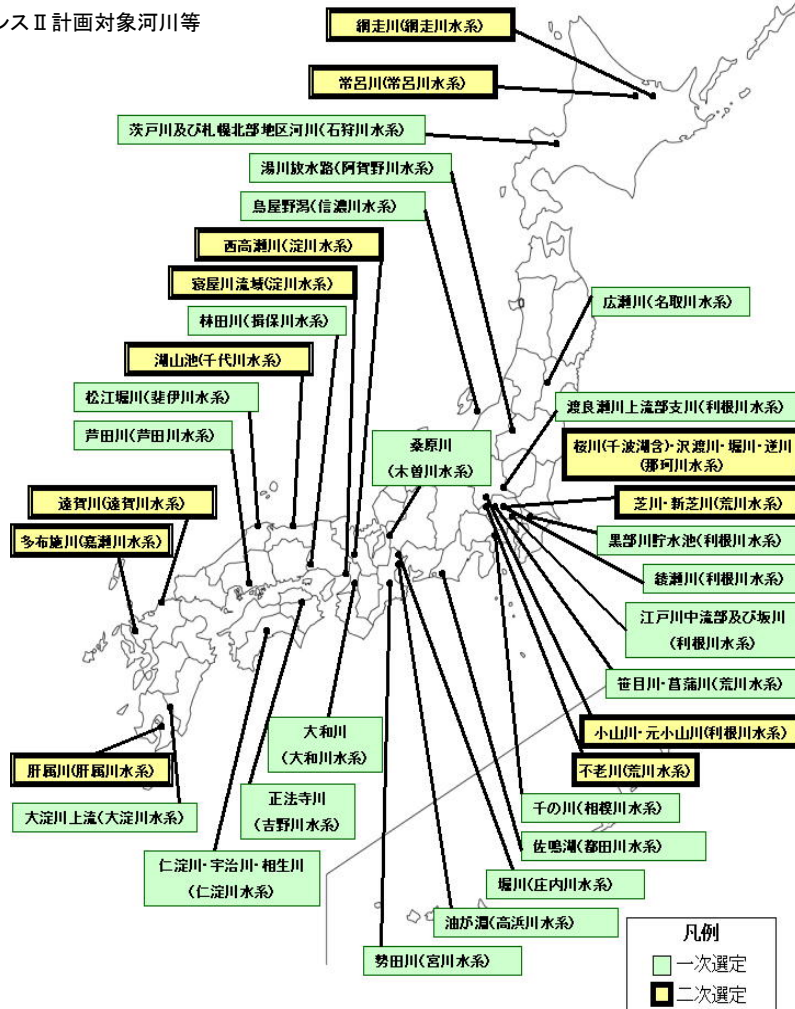 ンスⅡ計画対象河川等
網走川(網走川水系)
常呂川(常呂川水系)
茨戸川及び札幌北部地区河川(石狩川水系)
湯川放水路(阿賀野川水系)
鳥屋野潟(信濃川水系)
西高瀬川(淀川水系)
寝屋川流域(淀川水系)
林田川(揖保川水系)
湖山池(千代川水系)
松江堀川(斐伊川水系)
芦田川(芦田川水系)
遠賀川(遠賀川水系)
多布施川(嘉瀬川水系)
広瀬川(名取川水系)
渡良瀬川上流部支川(利根川水系)
桑原川
(木曽川水系)
桜川(千波湖含)・沢渡川・堀川・逆川
(那珂川水系)
芝川・新芝川(荒川水系)
黒部川貯水池(利根川水系)
綾瀬川(利根川水系)
江戸川中流部及び坂川
(利根川水系)
笹目川・菖蒲川(荒川水系)
小山川・元小山川(利根川水系)
不老川(荒川水系)
肝属川(肝属川水系)
大淀川上流(大淀川水系)
大和川
(大和川水系)
正法寺川
(吉野川水系)
仁淀川・宇治川・相生川
(仁淀川水系)
千の川(相模川水系)
佐鳴湖(都田川水系)
堀川(庄内川水系)
油が淵(高浜川水系)
勢田川(宮川水系)
凡例
一次選定
二次選定